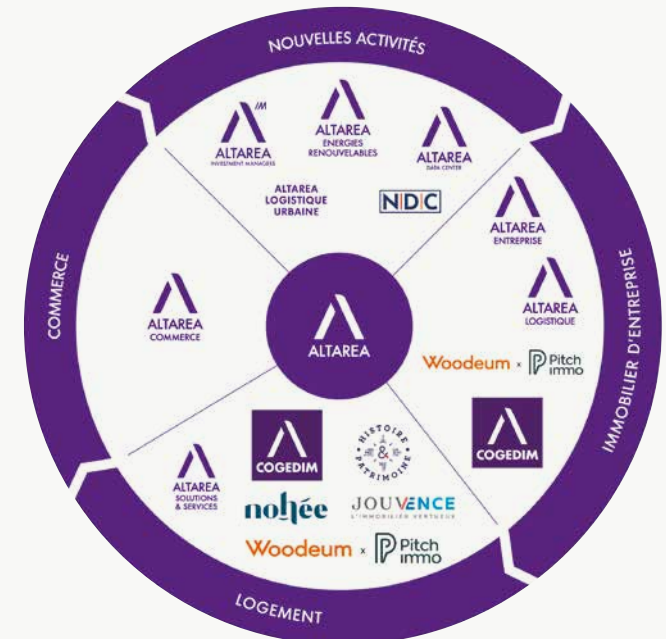 NOUVELLES ACTIVITÉS
IM
ALTAREA
INVESTMENT MANAGERS
ALTAREA
ENERGIES
RENOUVELABLES
ALTAREA
DATA CENTER
ALTAREA
LOGISTIQUE
URBAINE
NDC
IMMOBILIER D'ENTREPRISE
ALTAREA
ENTREPRISE
ALTAREA
LOGISTIQUE
Woodeum x Pitch
immo
COGEDIM
COMMERCE
ALTAREA
COMMERCE
ALTAREA
LOGEMENT
COGEDIM
HISTOIRE
&
PATRIMOINE
ALTAREA
SOLUTIONS
& SERVICES
nohée
JOUVENCE
L'IMMOBILIER VERTUEUX
Woodeum x Pitch
immo